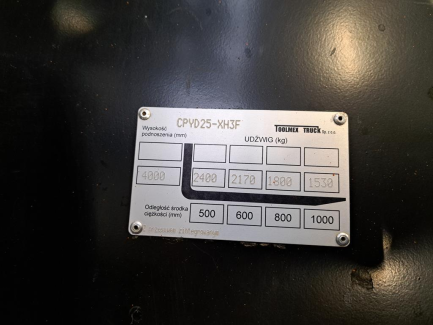 CPYD25-XH3F
TOOLMEX TRUCK Sp. z o.o.
Wysokość
podnoszenia (mm)
UDŹWIG (kg)
4000 2400 2170 1800 1530
Odległość środka
ciężkości (mm)
500 600 800 1000